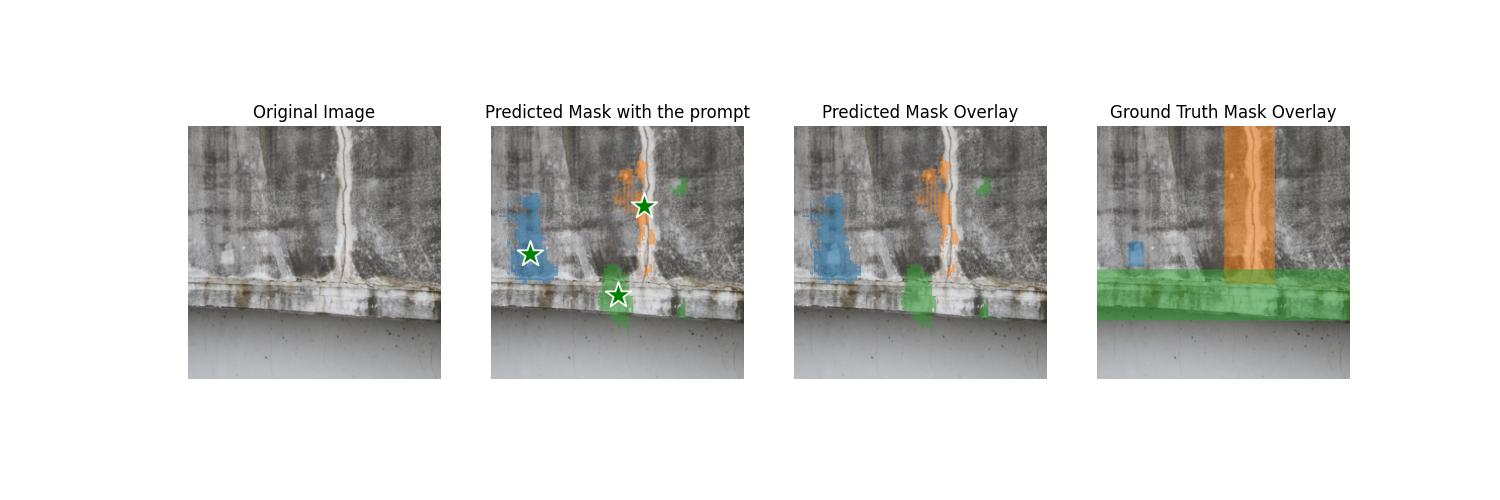 Original Image
Predicted Mask with the prompt
Predicted Mask Overlay
Ground Truth Mask Overlay